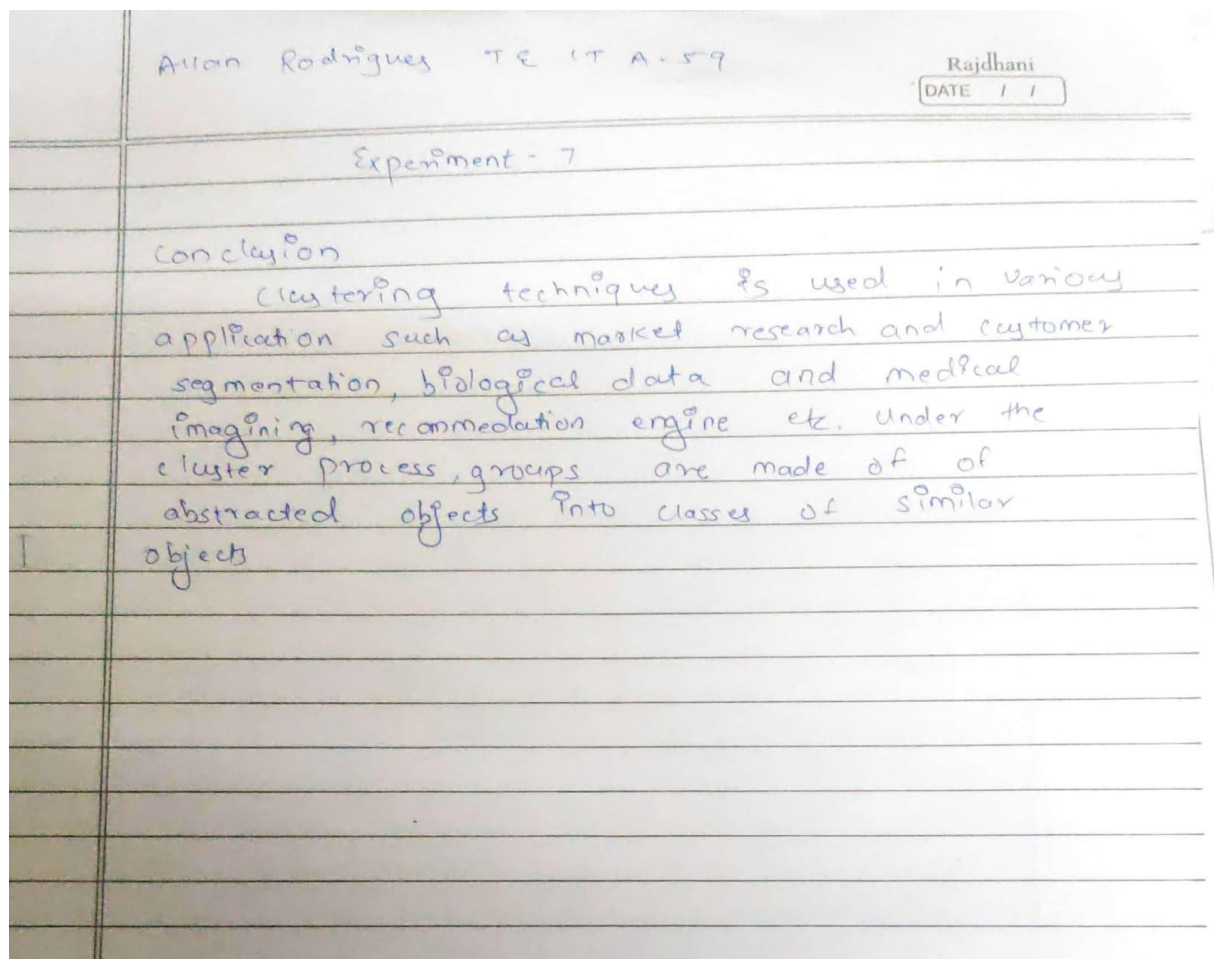 Allan Rodrigues TE IT A-59
Rajdhani
DATE / /
Experiment - 7
Conclusion
Clustering techniques is used in various
application such as market research and customer
segmentation, biological data and medical
imagining, recommedation engine etc. Under the
cluster process, groups are made of of
abstracted objects into classes of similar
objects